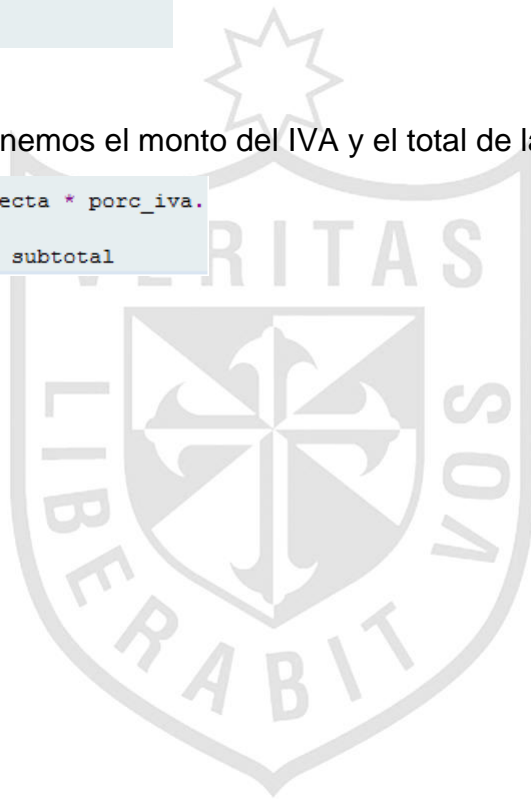 nemos el monto del IVA y el total de la
ecta * porc_iva.
subtotal
VERITAS
LIBERABIT
VOS